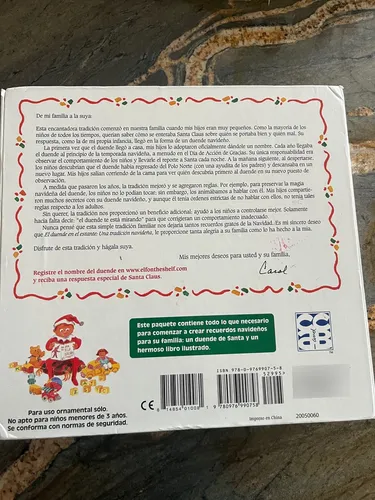 De mi familia a la suya:
Esta encantadora tradición comenzó en nuestra familia cuando mis hijos eran muy pequeños. Como la mayoría de los
niños de todos los tiempos, querían saber cómo se enteraba Santa Claus sobre quién se portaba bien y quién mal. Su
respuesta, como la de mi propia infancia, llegó en la forma de un duende navideño.
La primera vez que el duende llegó a casa, mis hijos lo adoptaron oficialmente dándole un nombre. Cada año llegaba
el duende al principio de la temporada navideña, a menudo en el Día de Acción de Gracias. Su única responsabilidad era
observar el comportamiento de los niños y llevarle el reporte a Santa cada noche. A la mañana siguiente, al despertarse,
los niños descubrían que el duende había regresado del Polo Norte (con una ayudita de los padres) y descansaba en un
nuevo lugar. Mis hijos salían corriendo de la cama para ver quién descubría primero al duende en su nuevo puesto de
observación.
A medida que pasaron los años, la tradición mejoró y se agregaron reglas. Por ejemplo, para preservar la magia
navideña del duende, los niños no lo podían tocar; sin embargo, los animábamos a hablar con él. Mis hijos compartie-
ron muchos secretos con su duende navideño, y aunque él tenía órdenes estrictas de no hablar con ellos, no tenía tales
reglas respecto a los adultos.
Sin querer, la tradición nos proporcionó un beneficio adicional: ayudó a los niños a controlarse mejor. Solamente
hacía falta decir: "el duende te está mirando" para que corrigieran un comportamiento inadecuado.
Nunca pensé que esta simple tradición familiar nos dejaría tantos recuerdos gratos de la Navidad. Es mi sincero deseo
que El duende en el estante: Una tradición navideña, le proporcione tanta alegría a su familia como lo ha hecho a la mía.
Disfrute de esta tradición y hágala suya.
Mis mejores deseos para usted y su familia,
Carol
Registre el nombre del duende en www.elfontheshelf.com
y reciba una respuesta especial de Santa Claus.
Este paquete contiene todo lo que necesario
para comenzar a crear recuerdos navideños
para su familia: un duende de Santa y un
hermoso libro ilustrado.
Para uso ornamental sólo.
No apto para niños menores de 3 años.
Se conforma con normas de seguridad.
CE
ISBN 978-0-9769907-5-8
52995>
9 780978 990758
Impreso en China
20050060